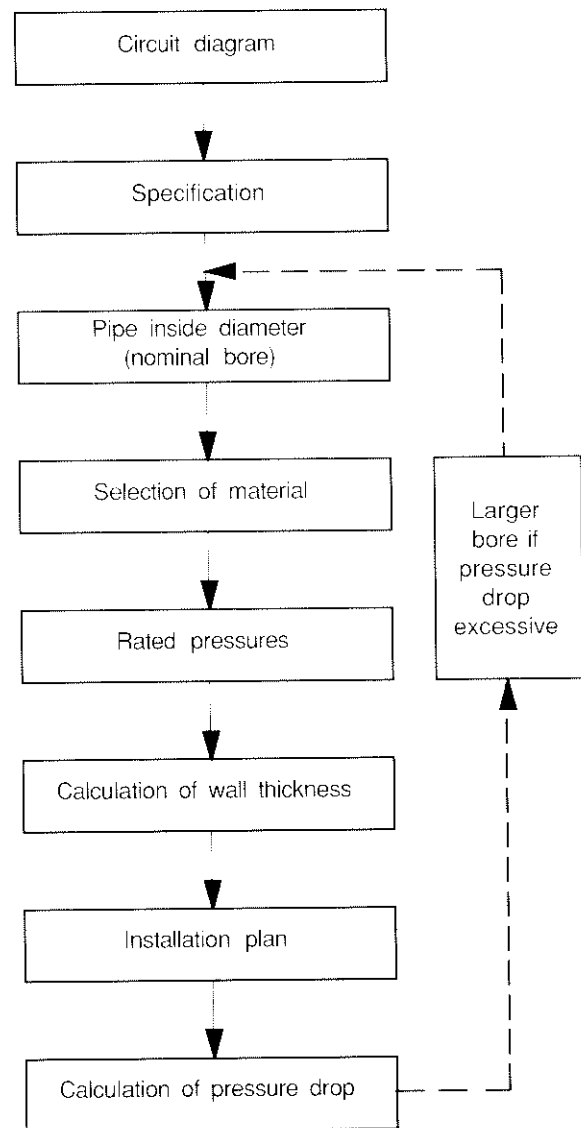 Circuit diagram
Specification
Pipe inside diameter
(nominal bore)
Selection of material
Larger
bore if
pressure
drop
excessive
Rated pressures
Calculation of wall thickness
Installation plan
Calculation of pressure drop